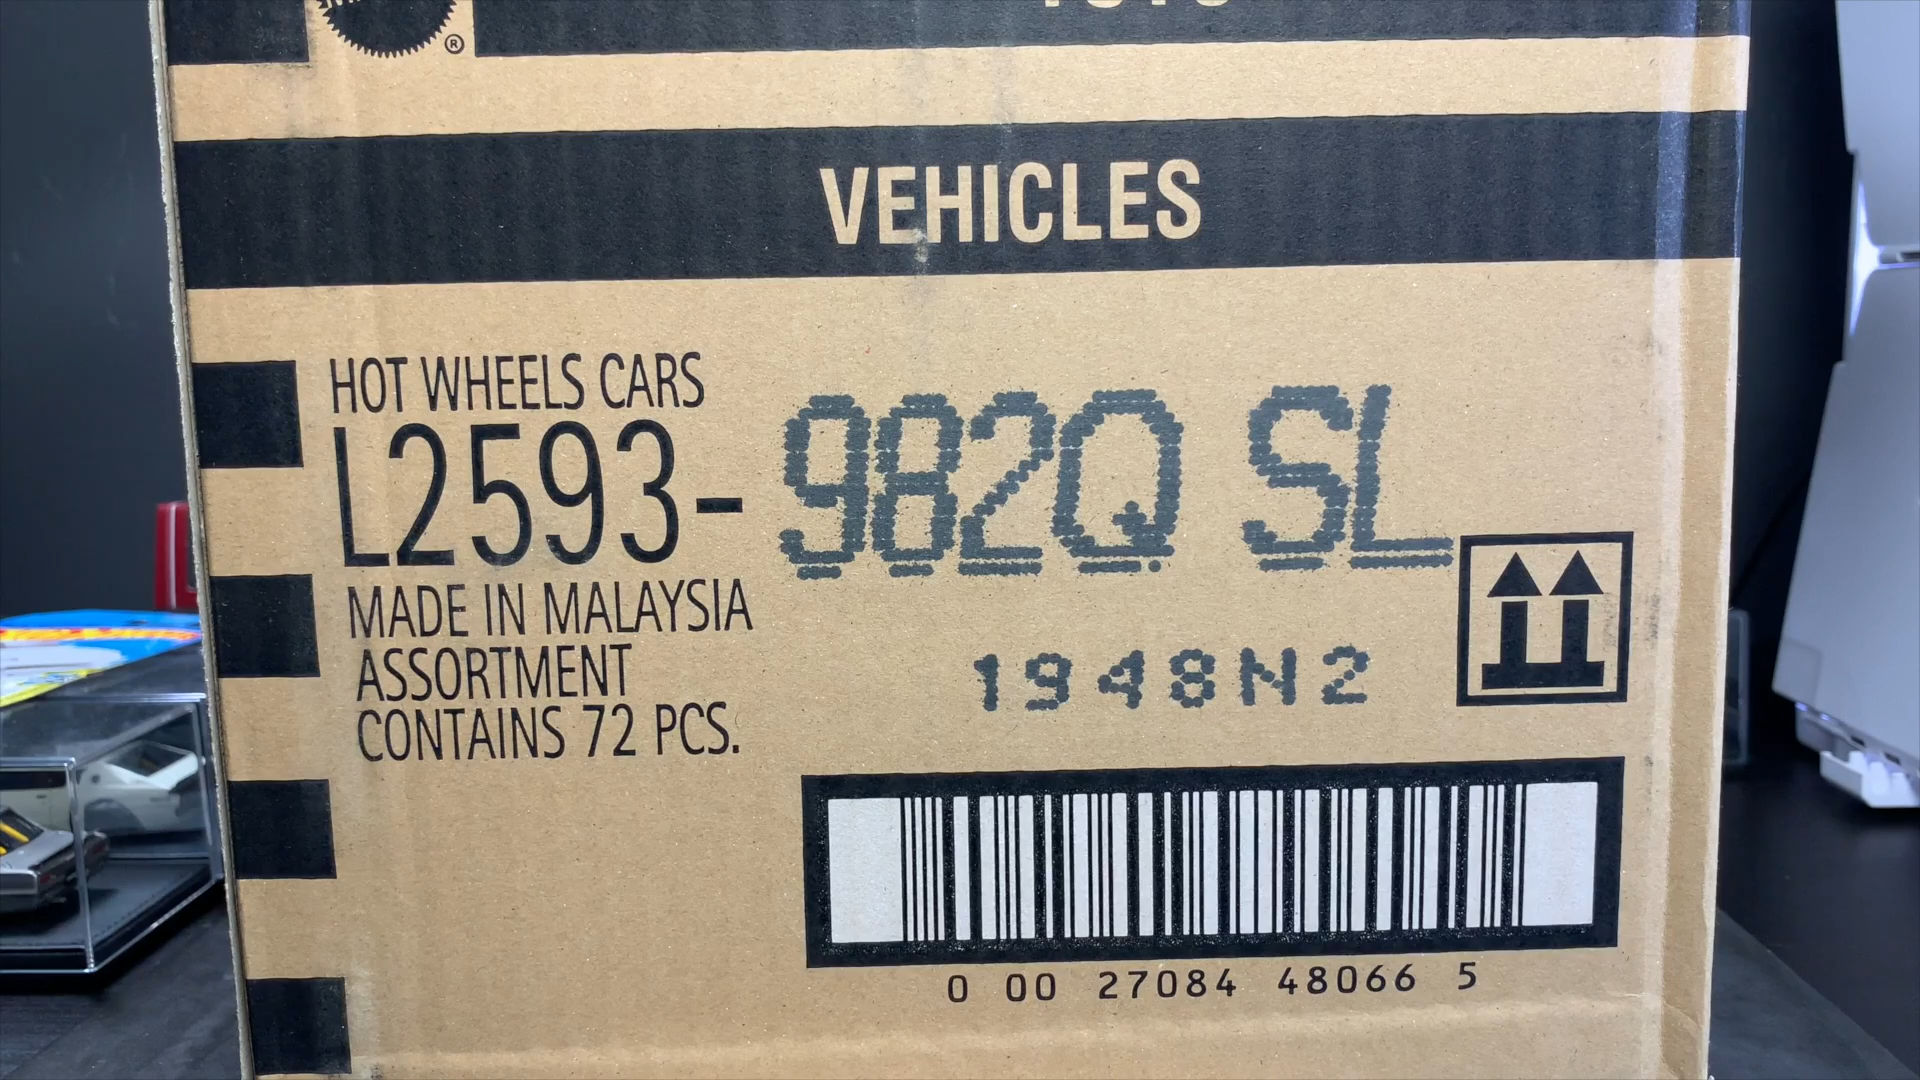 ®
VEHICLES
HOT WHEELS CARS
L2593- 982Q SL
MADE IN MALAYSIA
ASSORTMENT
CONTAINS 72 PCS.
1948N2
0 00 27084 48066 5